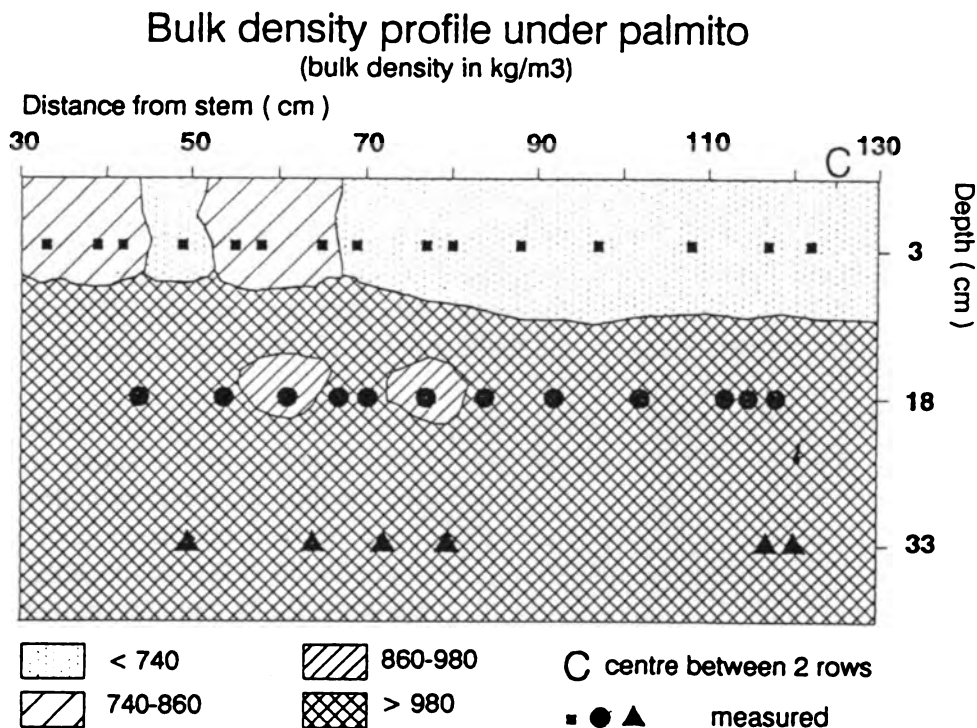 Bulk density profile under palmito
(bulk density in kg/m3)
Distance from stem ( cm )
30 50 70 90 110 130
C
Depth ( cm )
3
18
33
< 740
860-980
C centre between 2 rows
740-860
> 980
measured